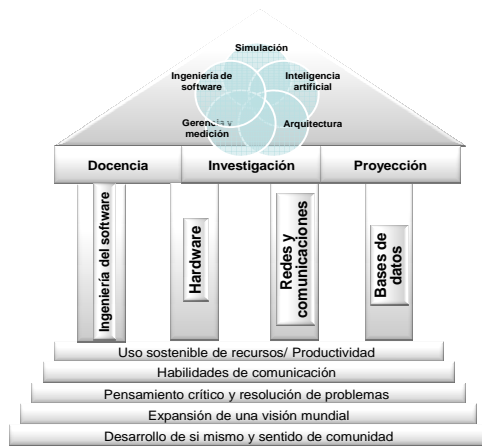 Simulación
Ingeniería de
software
Inteligencia
artificial
Gerencia y
medición
Arquitectura
Docencia
Investigación
Proyección
Ingeniería del software
Hardware
Redes y
comunicaciones
Bases de
datos
Uso sostenible de recursos/ Productividad
Habilidades de comunicación
Pensamiento crítico y resolución de problemas
Expansión de una visión mundial
Desarrollo de si mismo y sentido de comunidad